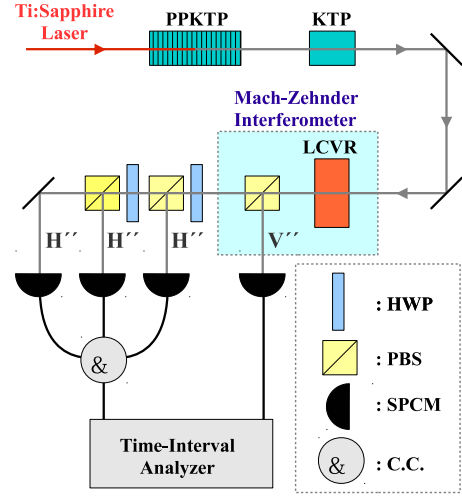 Ti:Sapphire
Laser
PPKTP
KTP
Mach-Zehnder
Interferometer
LCVR
H´´
H´´
H´´
V´´
&
Time-Interval
Analyzer
: HWP
: PBS
: SPCM
& : C.C.